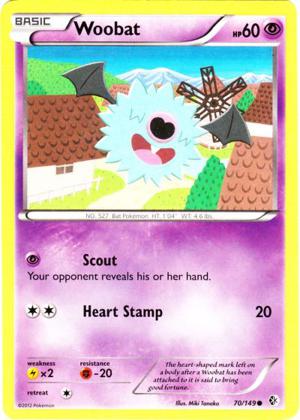 BASIC
Woobat
HP60
NO. 527 Bat Pokémon HT. 1'04" WT. 4.6 lbs.
Scout
Your opponent reveals his or her hand.
Heart Stamp 20
weakness
×2
resistance
-20
retreat
The heart-shaped mark left
on a body after a Woobat has
been attached to it is said to bring
good fortune.
Illus. Miki Tanaka
70/149
©2012 Pokémon